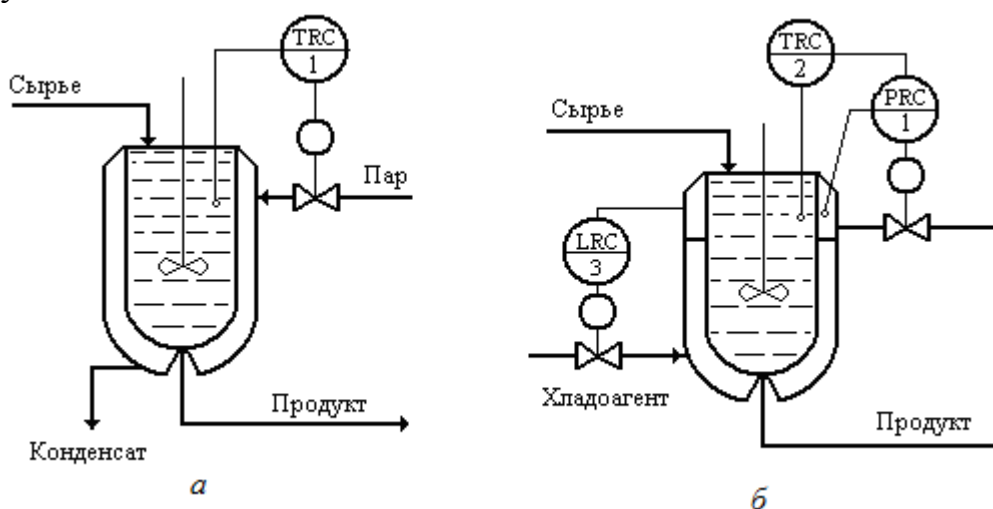 TRC
1
Сырье
Пар
Конденсат
Продукт
а
TRC
2
PRC
1
Сырье
LRC
3
Хладоагент
Продукт
б